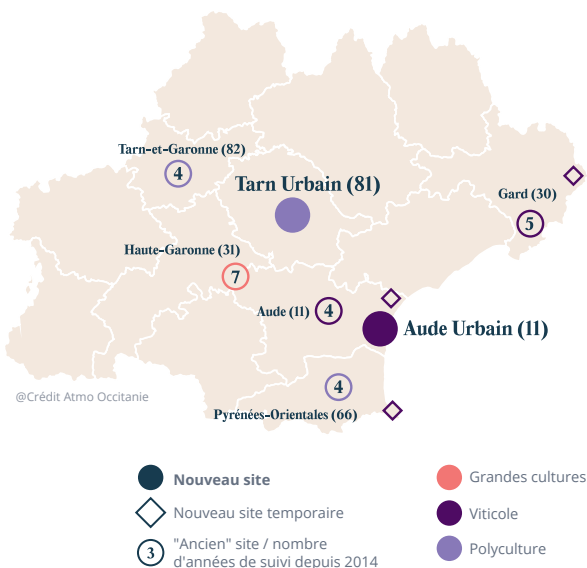 Tarn-et-Garonne (82)
4
Tarn Urbain (81)
Gard (30)
5
Haute-Garonne (31)
7
Aude (11)
4
Aude Urbain (11)
4
@Crédit Atmo Occitanie
Pyrénées-Orientales (66)
Nouveau site
Nouveau site temporaire
3
"Ancien" site / nombre
d'années de suivi depuis 2014
Grandes cultures
Viticole
Polyculture